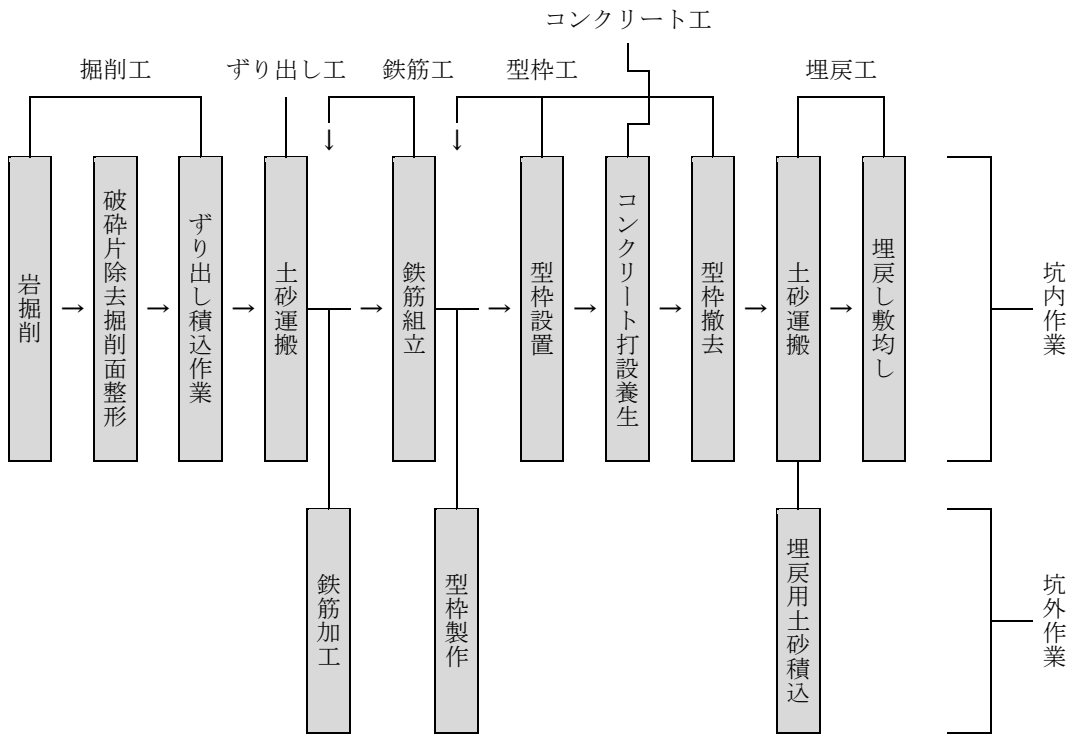 コンクリート工
掘削工
ずり出し工
鉄筋工
型枠工
埋戻工
↓
↓
岩掘削
→
破砕片除去掘削面整形
→
ずり出し積込作業
→
土砂運搬
→
鉄筋組立
→
型枠設置
→
コンクリート打設養生
→
型枠撤去
→
土砂運搬
→
埋戻し敷均し
坑内作業
鉄筋加工
型枠製作
埋戻用土砂積込
坑外作業